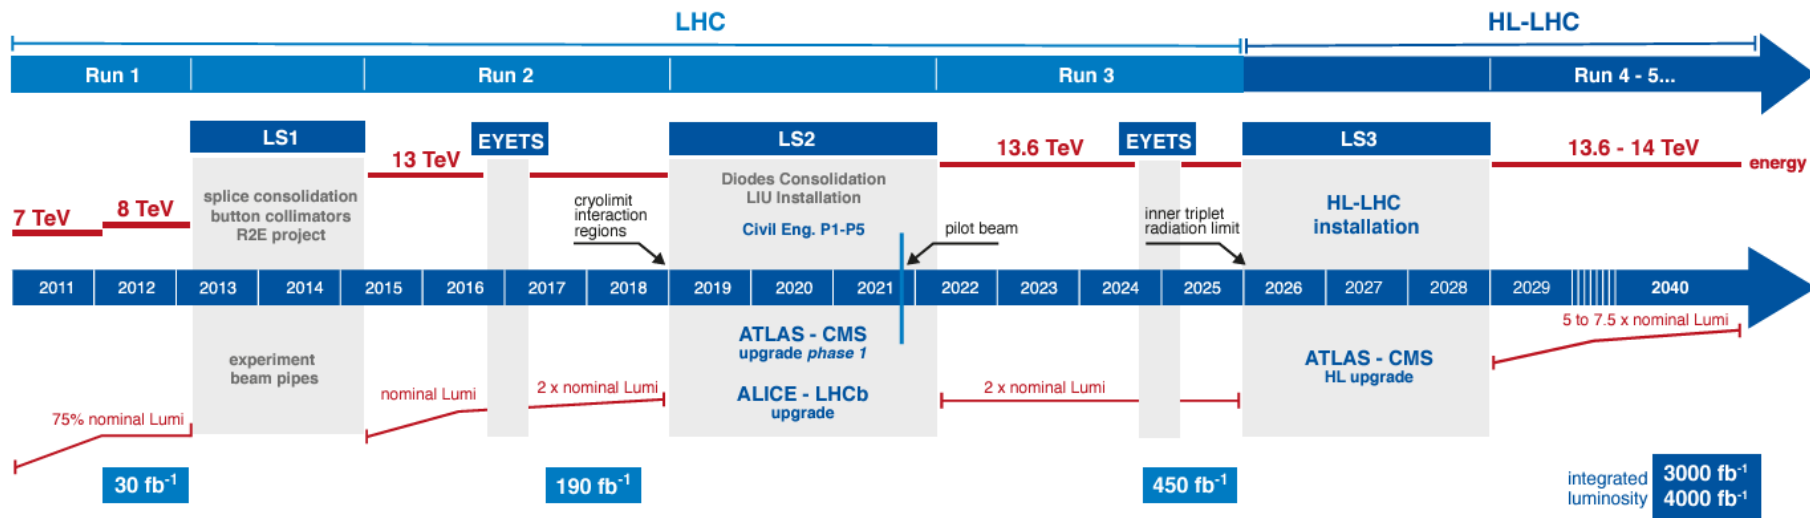 LHC
HL-LHC
Run 1
Run 2
Run 3
Run 4 - 5...
LS1
EYETS
LS2
EYETS
LS3
13 TeV
13.6 TeV
13.6 - 14 TeV
energy
7 TeV
8 TeV
splice consolidation
button collimators
R2E project
cryolimit
interaction
regions
Diodes Consolidation
LIU Installation
Civil Eng. P1-P5
pilot beam
inner triplet
radiation limit
HL-LHC
installation
2011
2012
2013
2014
2015
2016
2017
2018
2019
2020
2021
2022
2023
2024
2025
2026
2027
2028
2029
2040
5 to 7.5 x nominal Lumi
experiment
beam pipes
ATLAS - CMS
upgrade phase 1
ALICE - LHCb
upgrade
ATLAS - CMS
HL upgrade
75% nominal Lumi
nominal Lumi
2 x nominal Lumi
2 x nominal Lumi
30 fb⁻¹
190 fb⁻¹
450 fb⁻¹
integrated
luminosity
3000 fb⁻¹
4000 fb⁻¹